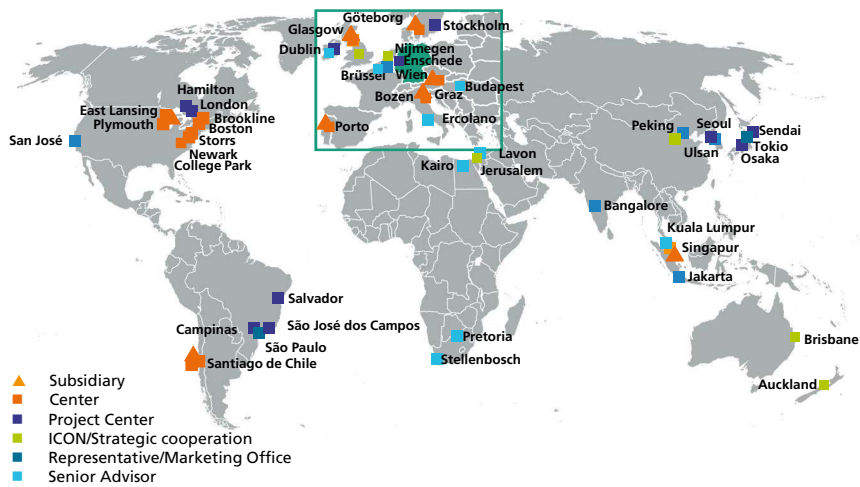 Göteborg
Glasgow
Stockholm
Dublin
Nijmegen
Enschede
Brüssel
Wien
Budapest
Bozen
Graz
Ercolano
Porto
Hamilton
London
East Lansing
Brookline
Plymouth
Boston
San José
Storrs
Newark
College Park
Kairo
Lavon
Jerusalem
Peking
Seoul
Sendai
Ulsan
Tokio
Osaka
Bangalore
Kuala Lumpur
Singapur
Jakarta
Salvador
Campinas
São José dos Campos
São Paulo
Santiago de Chile
Pretoria
Stellenbosch
Brisbane
Auckland
Subsidiary
Center
Project Center
ICON/Strategic cooperation
Representative/Marketing Office
Senior Advisor